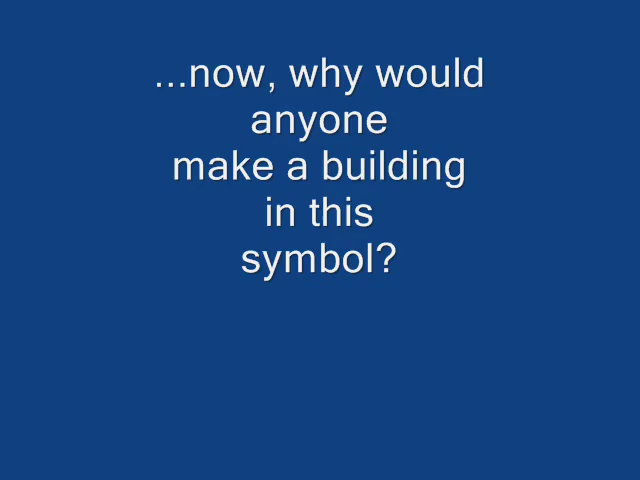 ...now, why would
anyone
make a building
in this
symbol?